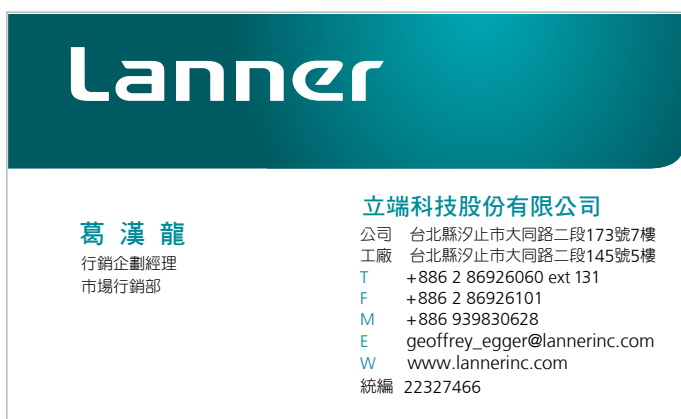 Lanner
葛漢龍
行銷企劃經理
市場行銷部
立端科技股份有限公司
公司 台北縣汐止市大同路二段173號7樓
工廠 台北縣汐止市大同路二段145號5樓
T +886 2 86926060 ext 131
F +886 2 86926101
M +886 939830628
E geoffrey_egger@lannerinc.com
W www.lannerinc.com
統編 22327466